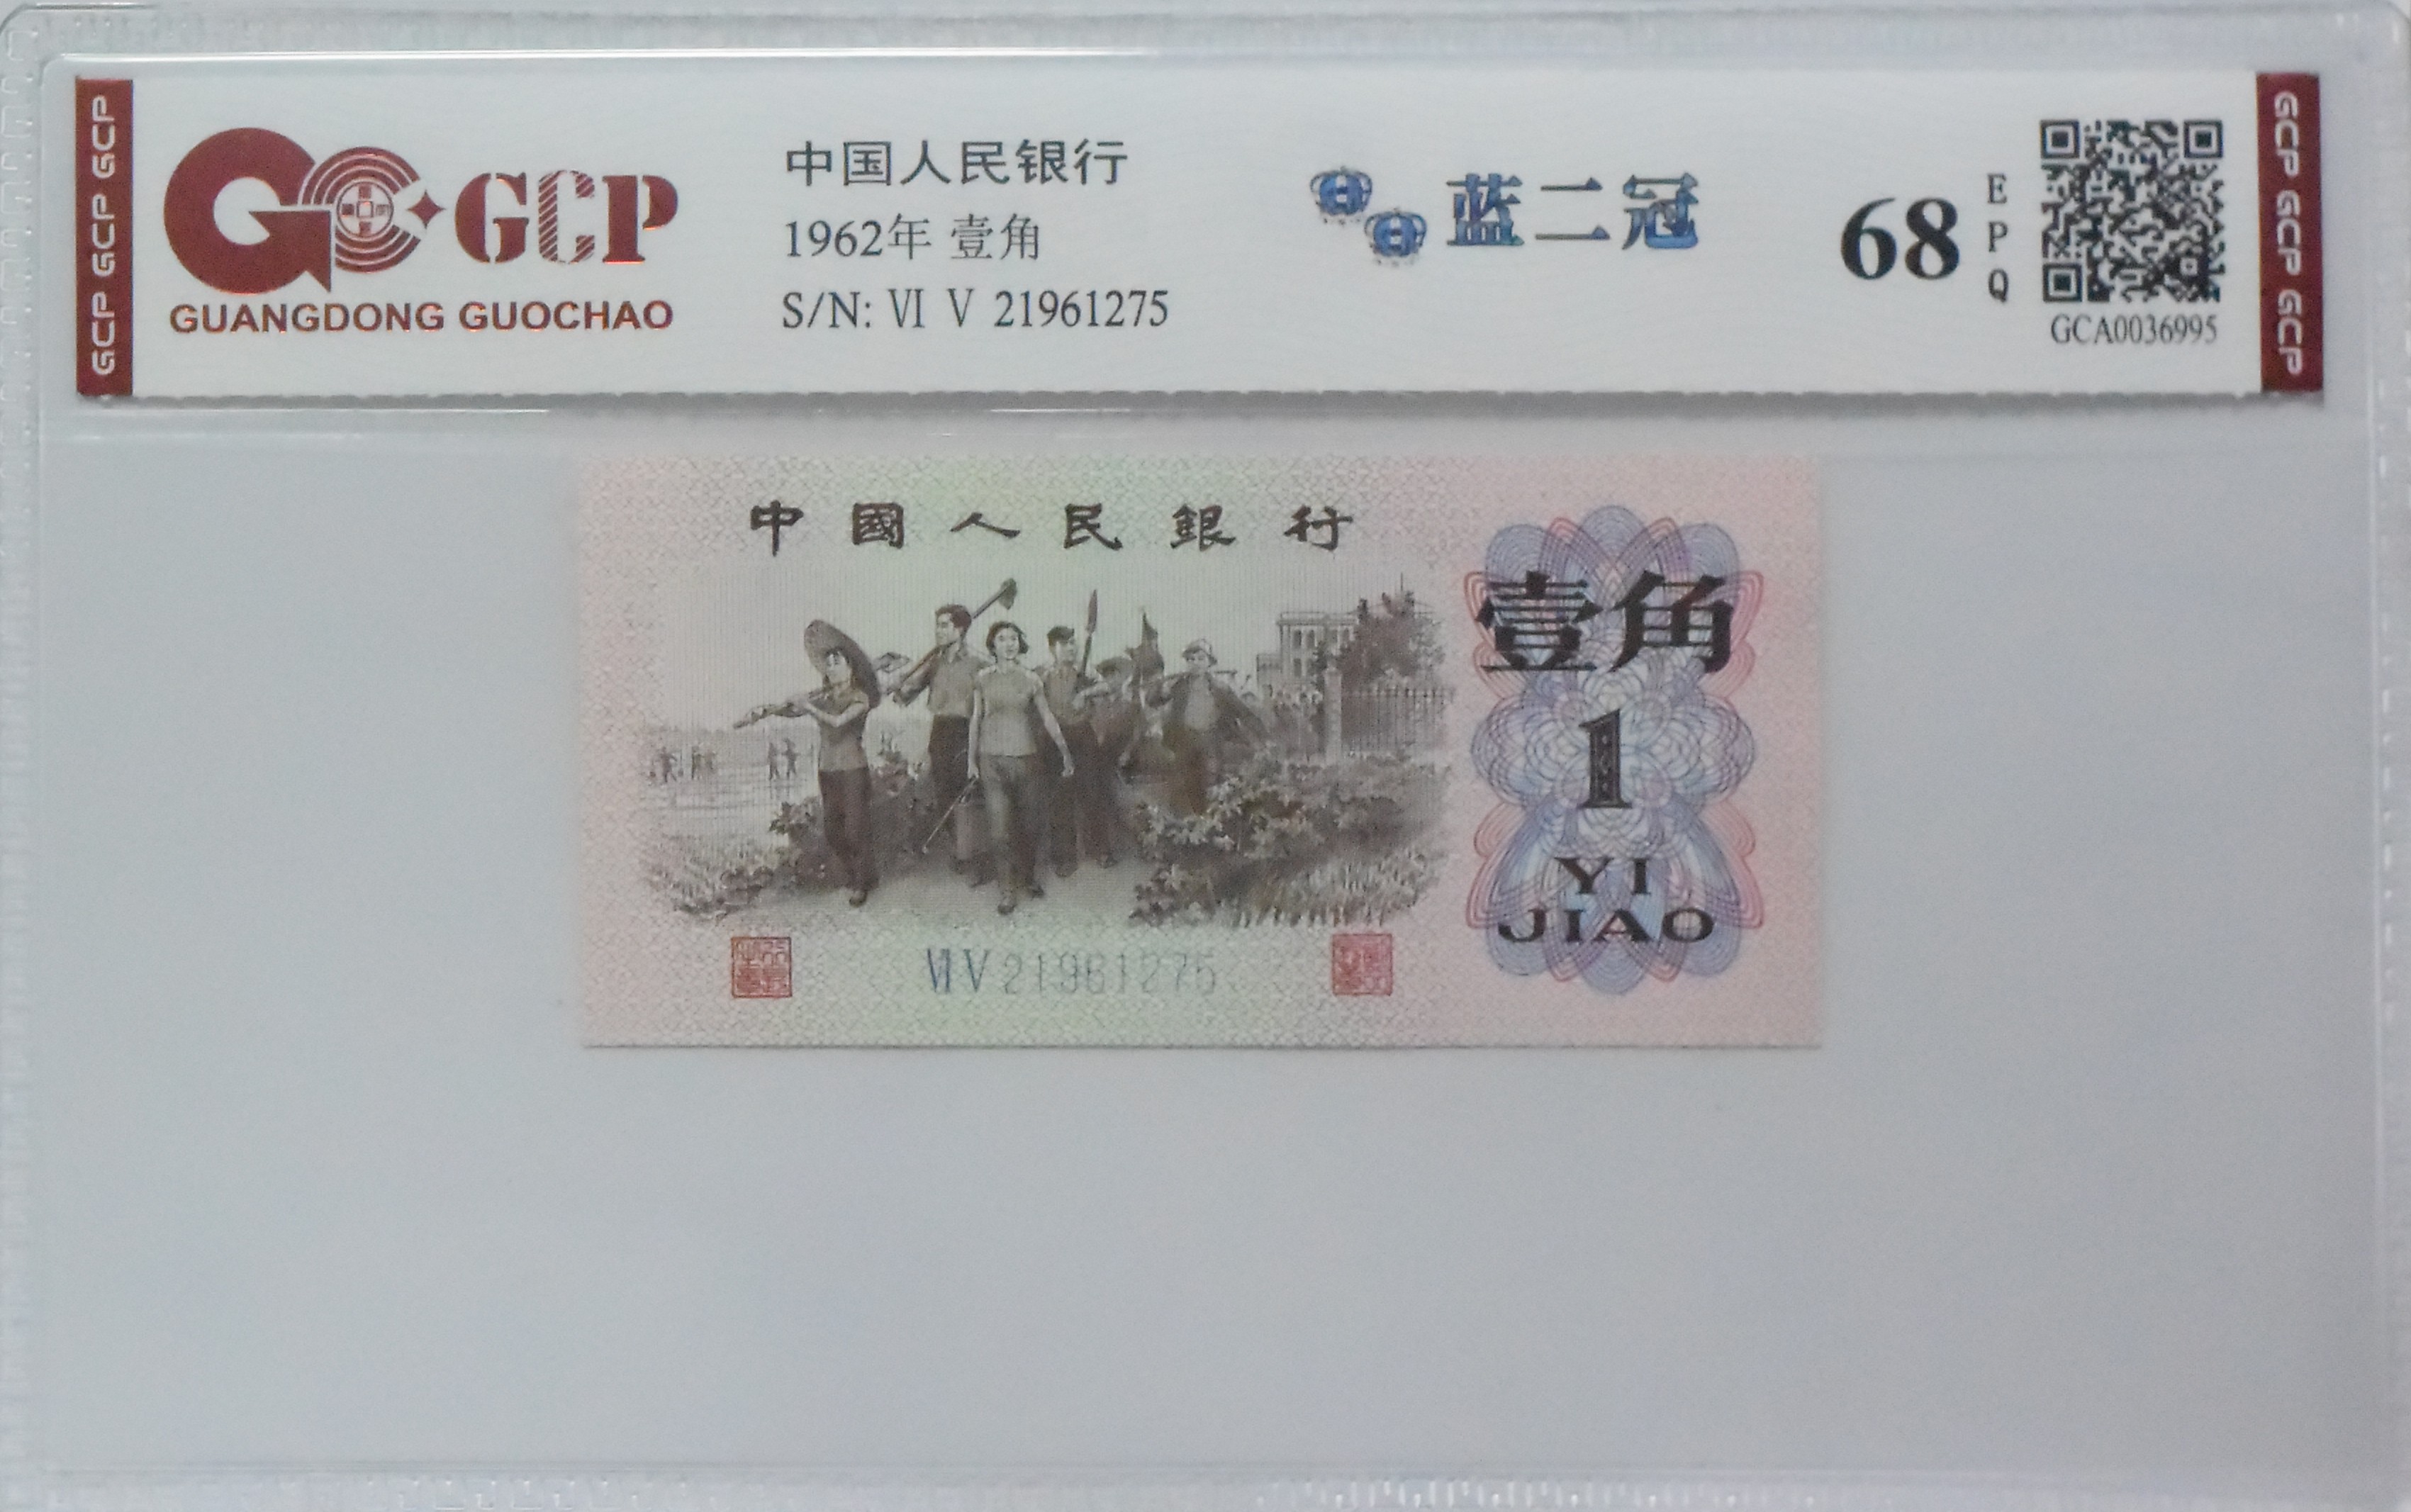 GCP GCP GCP
GCP
GUANGDONG GUOCHAO
中国人民银行
1962年 壹角
S/N: Ⅵ Ⅴ 21961275
蓝二冠
68
E
P
Q
GCA0036995
GCP GCP GCP
中國人民銀行
壹角
1
YI
JIAO
ⅥⅤ21961275